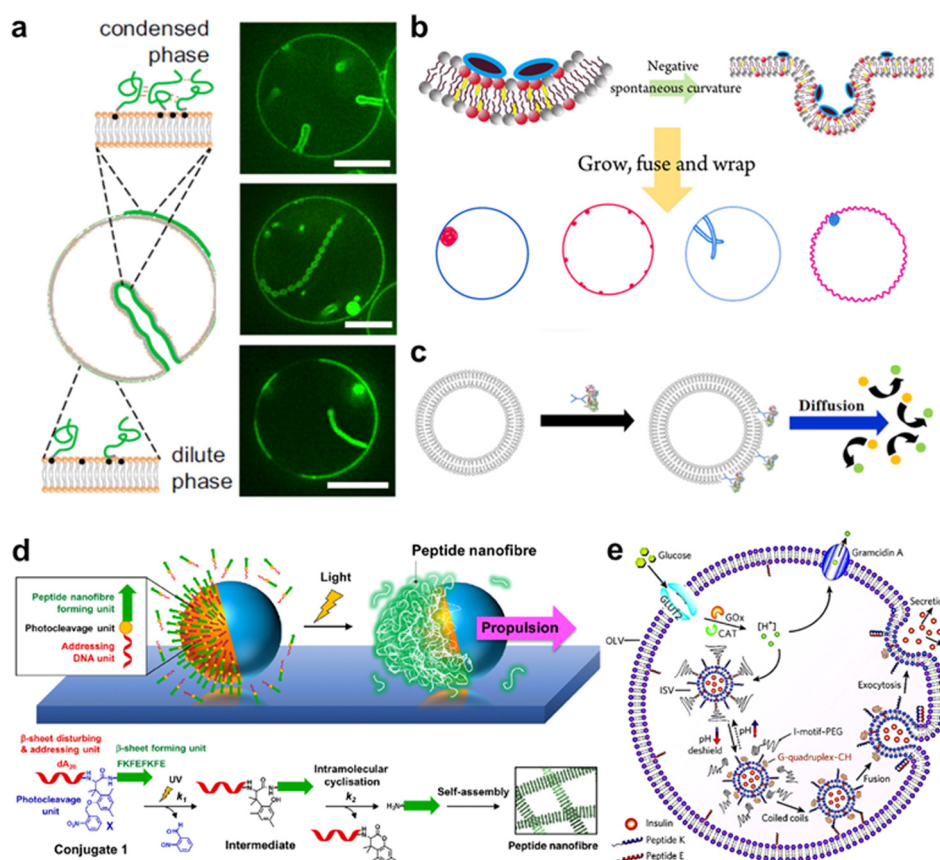 a
condensed
phase
dilute
phase
b
Negative
spontaneous curvature
Grow, fuse and wrap
c
Diffusion
d
Peptide nanofibre
forming unit
Photocleavage unit
Addressing
DNA unit
Light
Peptide nanofibre
Propulsion
β-sheet disturbing
& addressing unit
β-sheet forming unit
dA₂₀
FKFEFKFE
Photocleavage
unit
X
Conjugate 1
UV
k₁
Intermediate
Intramolecular
cyclisation
k₂
Self-assembly
Peptide nanofibre
e
Glucose
GLUT2
GOx
CAT
[H⁺]
Gramcidin A
Secretion
OLV
ISV
Exocytosis
pH
deshield
pH
I-motif-PEG
G-quadruplex-CH
Fusion
Coiled coils
Insulin
Peptide K
Peptide E